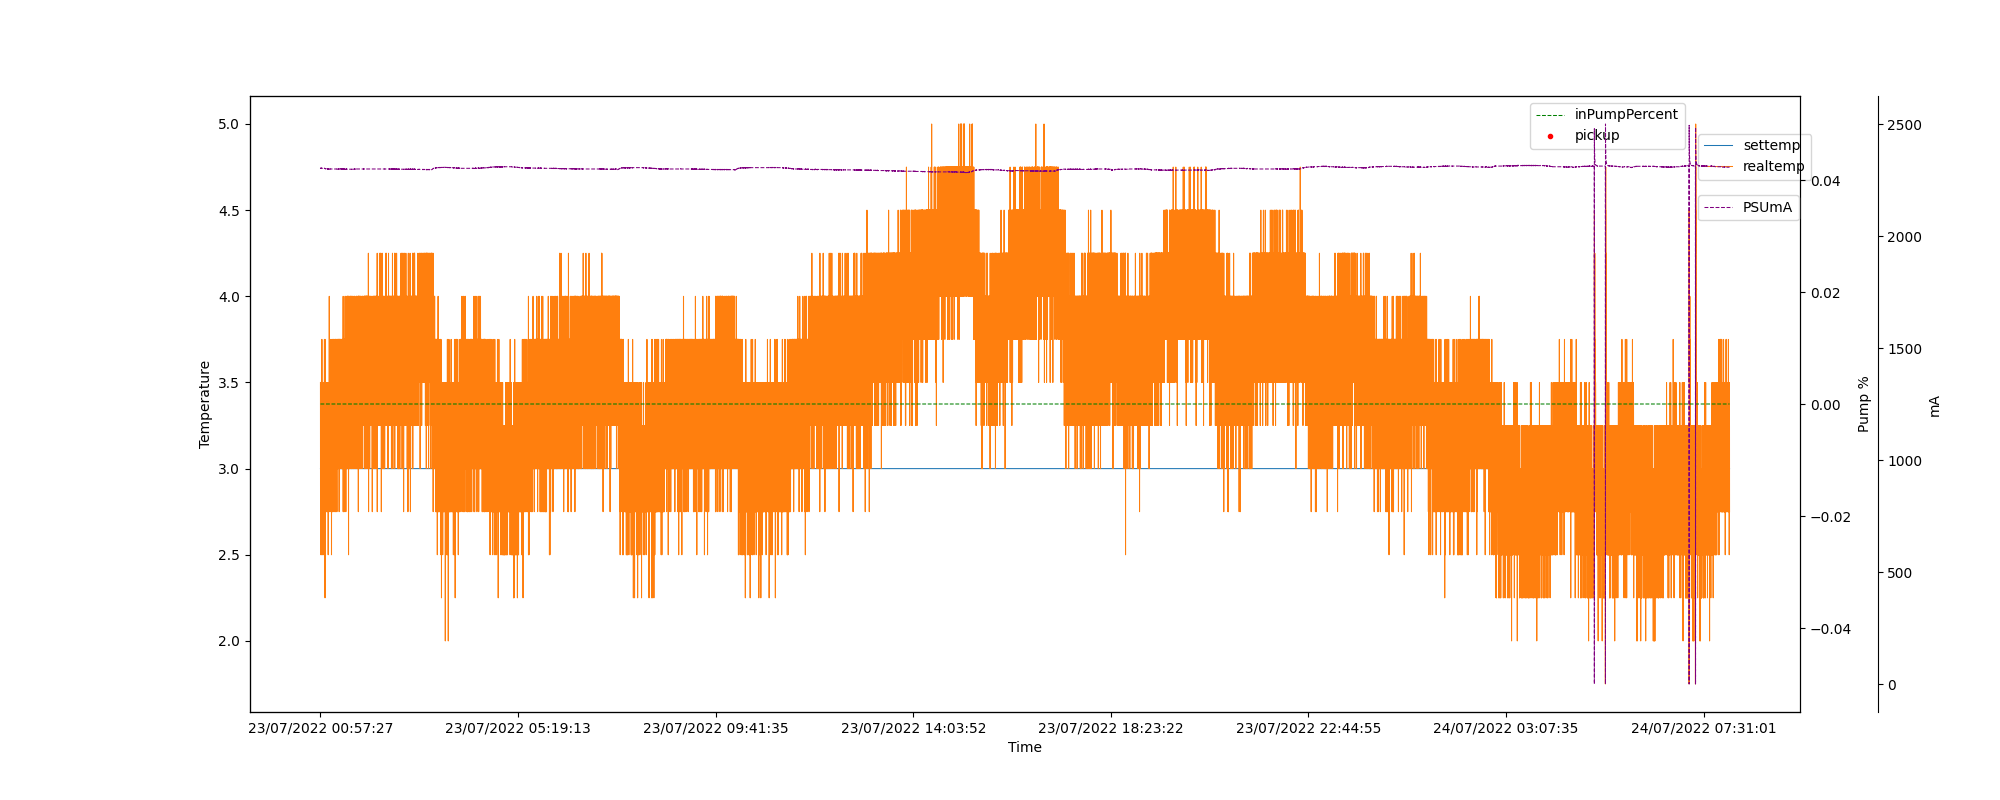 inPumpPercent
pickup
settemp
realtemp
PSUmA
5.0
4.5
4.0
3.5
3.0
2.5
2.0
Temperature
0.04
0.02
0.00
−0.02
−0.04
Pump %
2500
2000
1500
1000
500
0
mA
23/07/2022 00:57:27
23/07/2022 05:19:13
23/07/2022 09:41:35
23/07/2022 14:03:52
23/07/2022 18:23:22
23/07/2022 22:44:55
24/07/2022 03:07:35
24/07/2022 07:31:01
Time